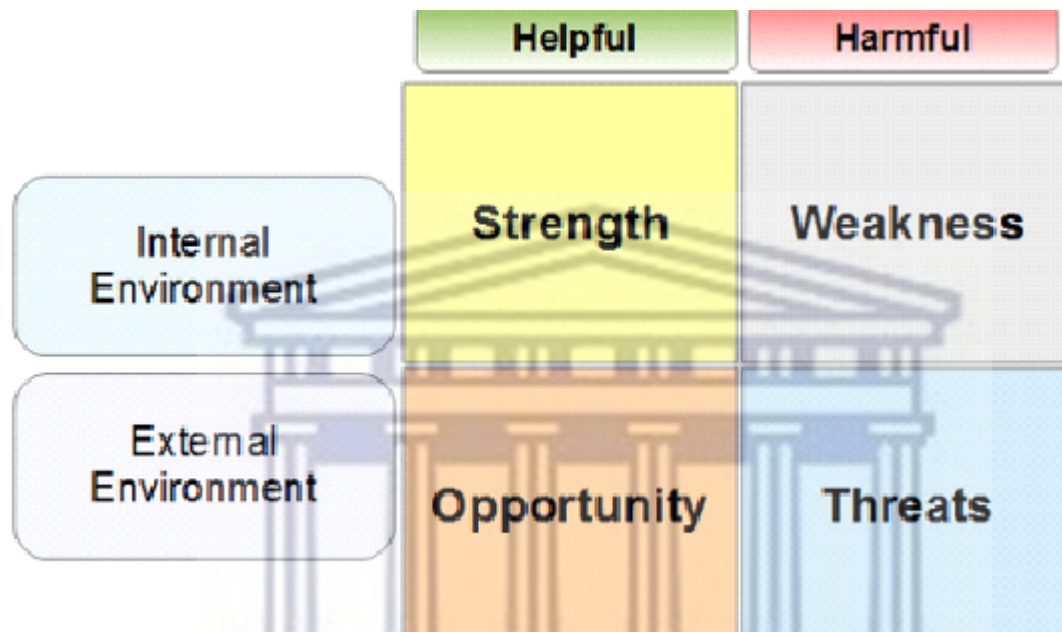 Helpful
Harmful
Strength
Weakness
Internal
Environment
External
Environment
Opportunity
Threats